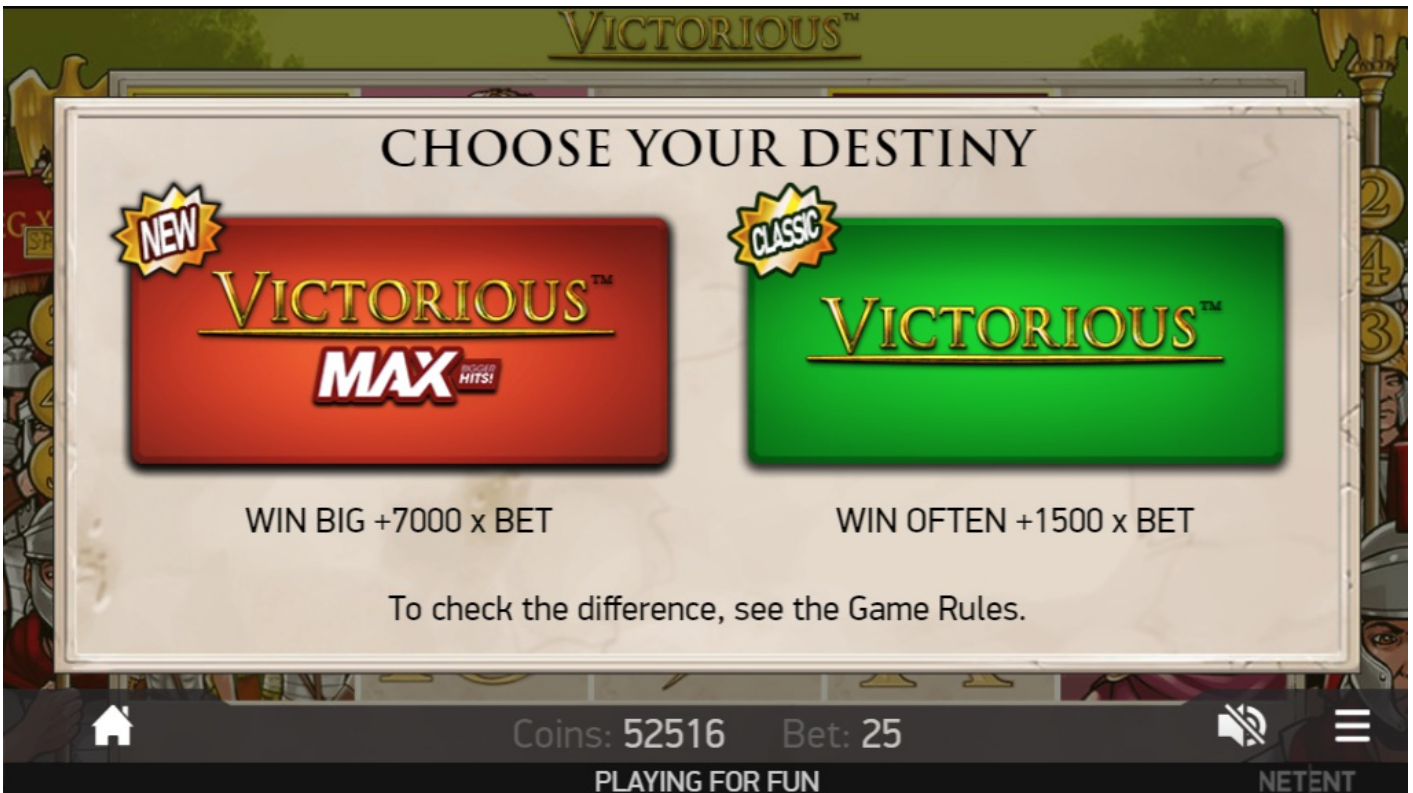 VICTORIOUS™
CHOOSE YOUR DESTINY
NEW
VICTORIOUS™
MAX BIGGER HITS!
CLASSIC
VICTORIOUS™
WIN BIG +7000 x BET
WIN OFTEN +1500 x BET
To check the difference, see the Game Rules.
Coins: 52516 Bet: 25
PLAYING FOR FUN
NETENT